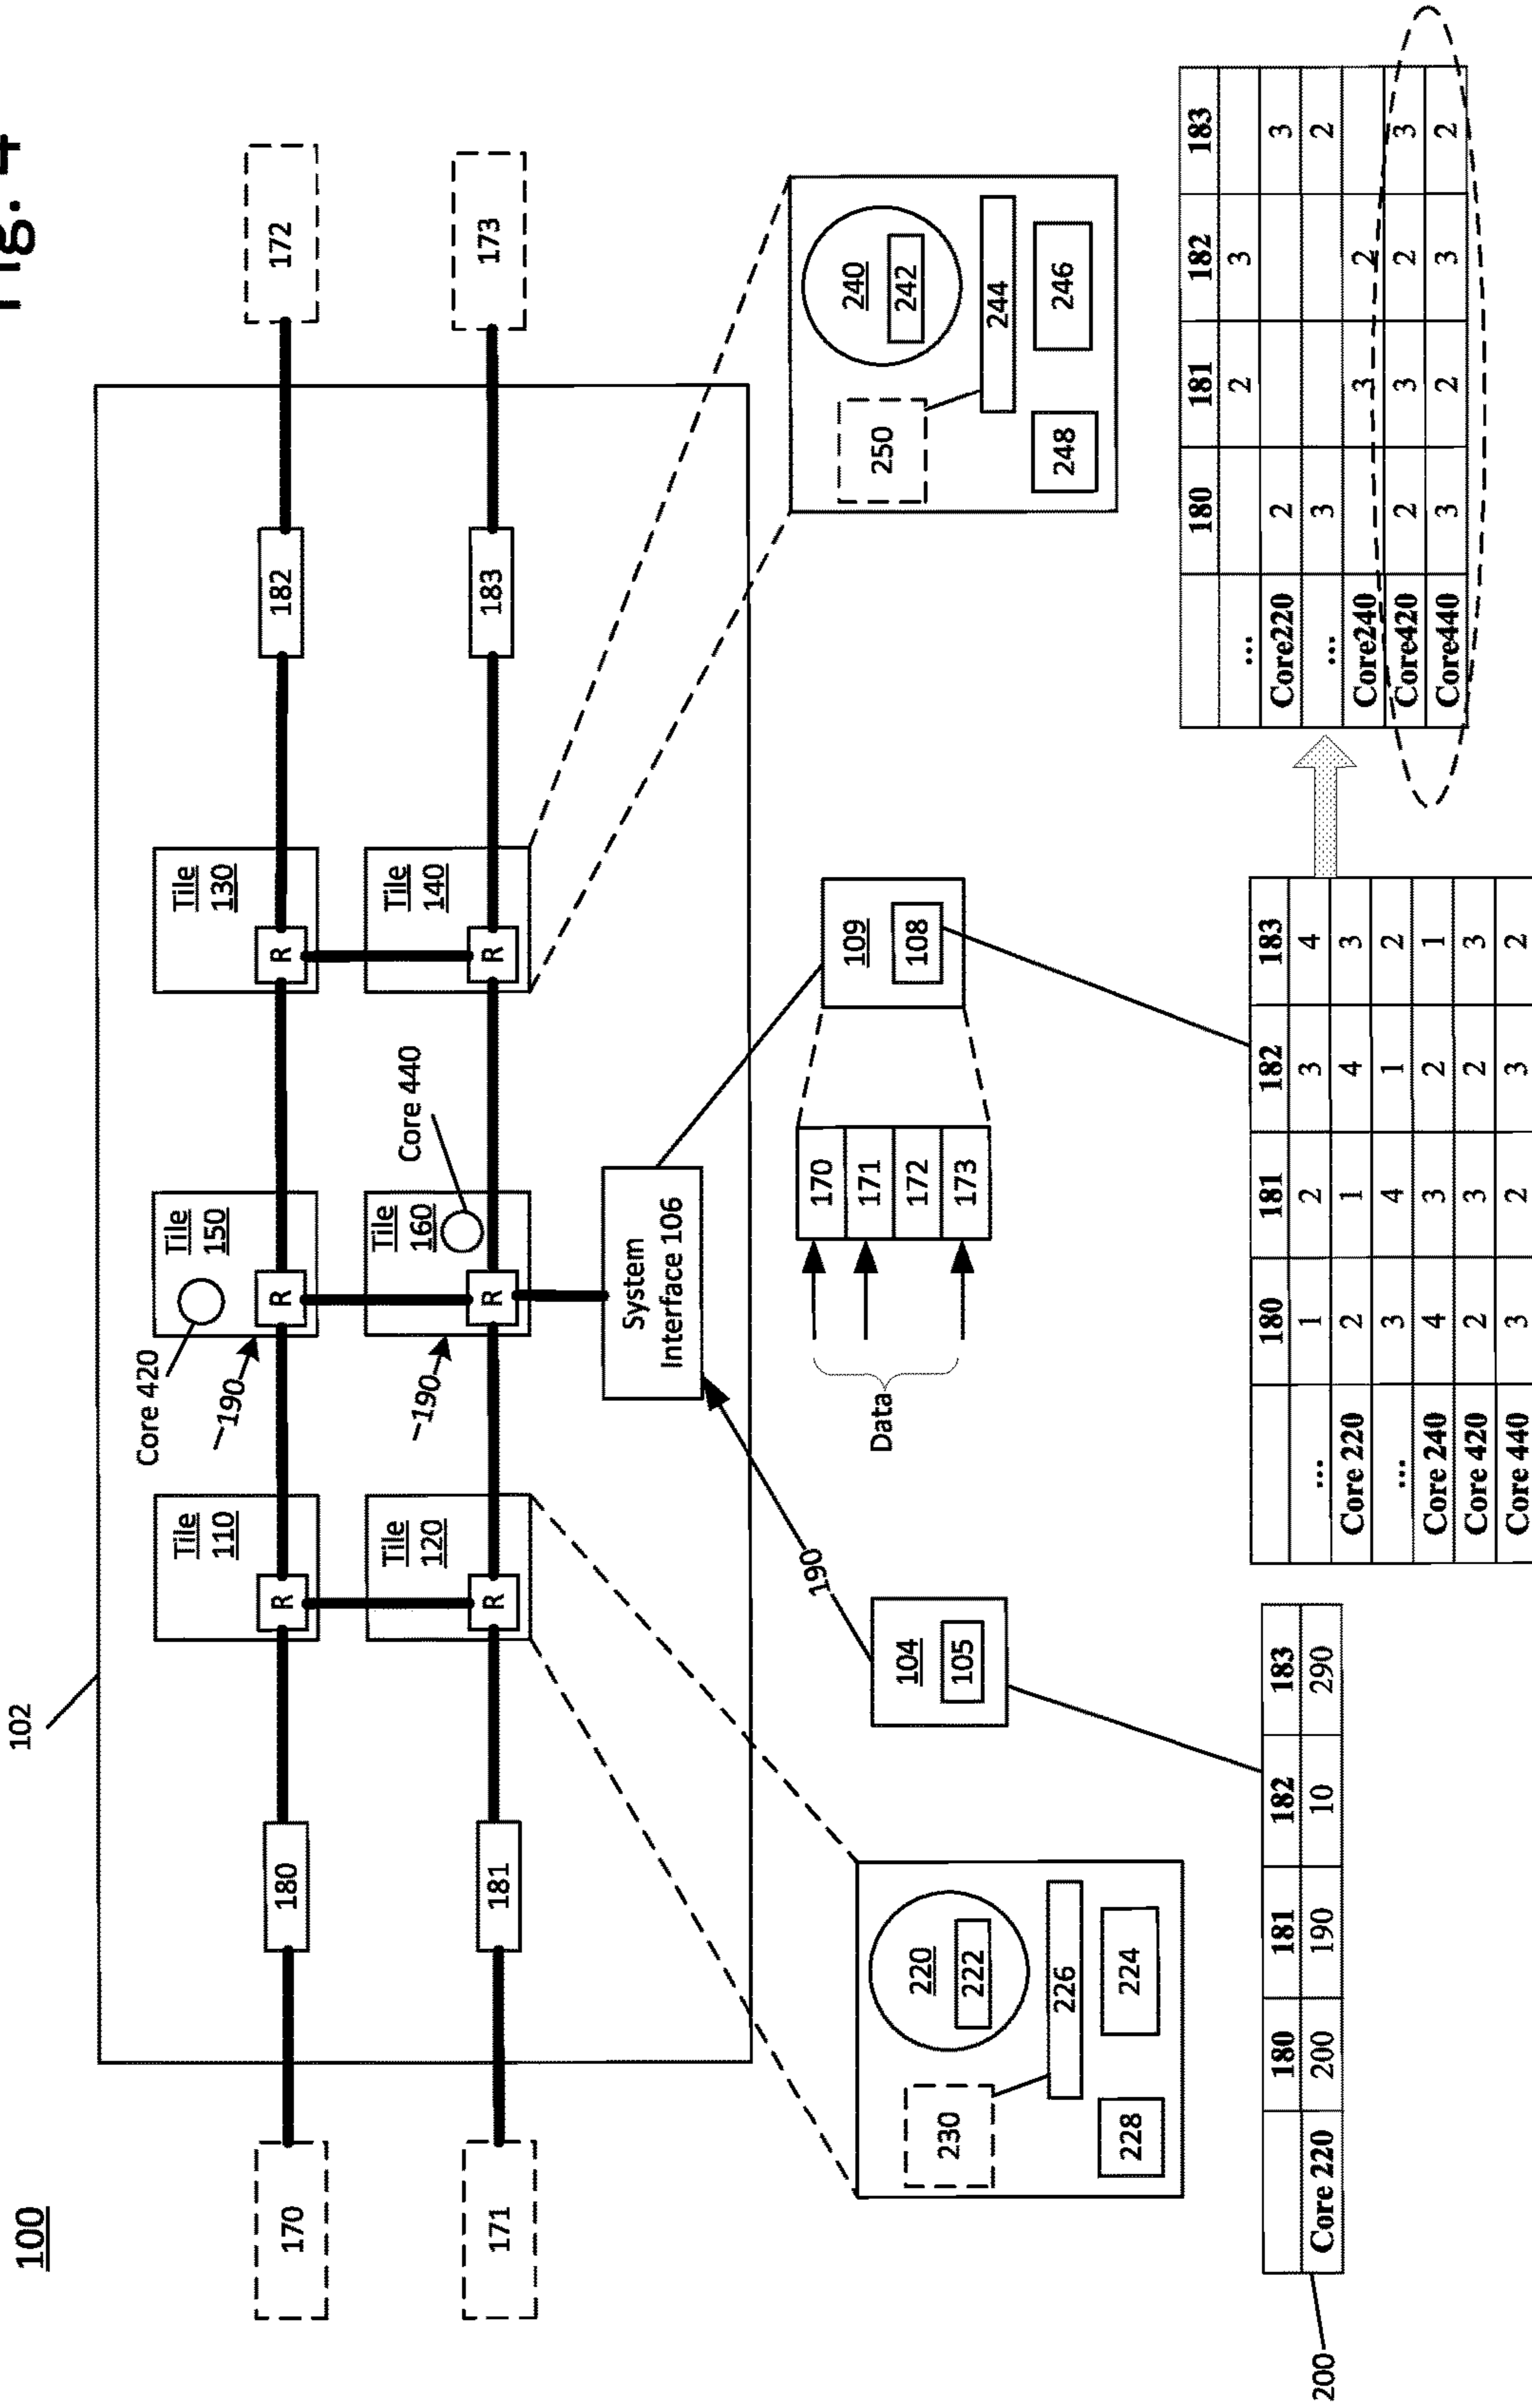 Fig. 4
100
102
170
171
172
173
180
181
182
183
Tile
110
R
Tile
150
R
Tile
130
R
Tile
120
R
Tile
160
R
Tile
140
R
Core 420
Core 440
~190
~190
System
Interface 106
190
104
105
109
108
Data
170
171
172
173
220
222
226
224
228
230
240
242
244
246
248
250
200
180 181 182 183
Core 220 200 190 10 290
180 181 182 183
... 1 2 3 4
Core 220 2 1 4 3
... 3 4 1 2
Core 240 4 3 2 1
Core 420 2 3 2 3
Core 440 3 2 3 2
180 181 182 183
... 2 3
Core220 2 3
... 3 2
Core240 3 2
Core420 2 3 2 3
Core440 3 2 3 2